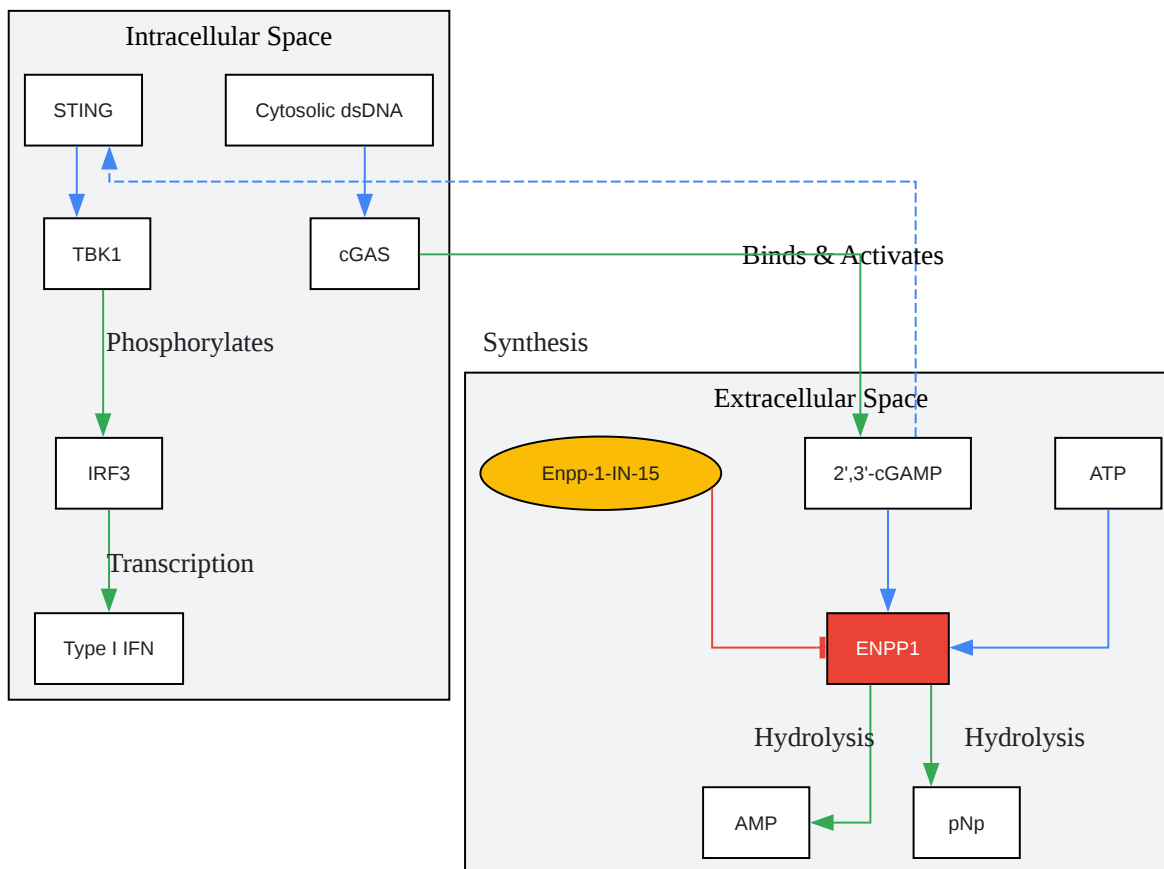 Intracellular Space
STING
Cytosolic dsDNA
TBK1
cGAS
Binds & Activates
Phosphorylates
Synthesis
Extracellular Space
IRF3
Enpp-1-IN-15
2',3'-cGAMP
ATP
Transcription
Type I IFN
ENPP1
Hydrolysis
Hydrolysis
AMP
pNp